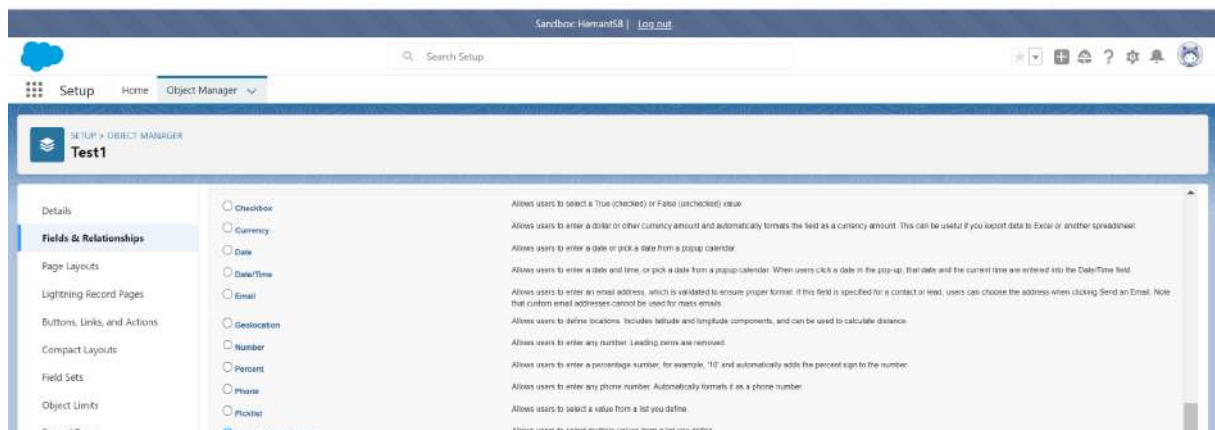 Sandbox: HemantSB | Log out
Search Setup
Setup Home Object Manager
SETUP > OBJECT MANAGER
Test1
Details
Fields & Relationships
Page Layouts
Lightning Record Pages
Buttons, Links, and Actions
Compact Layouts
Field Sets
Object Limits
Checkbox Allows users to select a True (checked) or False (unchecked) value.
Currency Allows users to enter a dollar or other currency amount and automatically formats the field as a currency amount. This can be useful if you export data to Excel or another spreadsheet.
Date Allows users to enter a date or pick a date from a popup calendar.
Date/Time Allows users to enter a date and time, or pick a date from a popup calendar. When users click a date in the pop-up, that date and the current time are entered into the Date/Time field.
Email Allows users to enter an email address, which is validated to ensure proper format. If this field is specified for a contact or lead, users can choose the address when clicking Send an Email. Note
that custom email addresses cannot be used for mass emails.
Geolocation Allows users to define locations. Includes latitude and longitude components, and can be used to calculate distance.
Number Allows users to enter any number. Leading zeros are removed.
Percent Allows users to enter a percentage number, for example, '10' and automatically adds the percent sign to the number.
Phone Allows users to enter any phone number. Automatically formats it as a phone number.
Picklist Allows users to select a value from a list you define.
Allows users to select multiple values from a list you define.